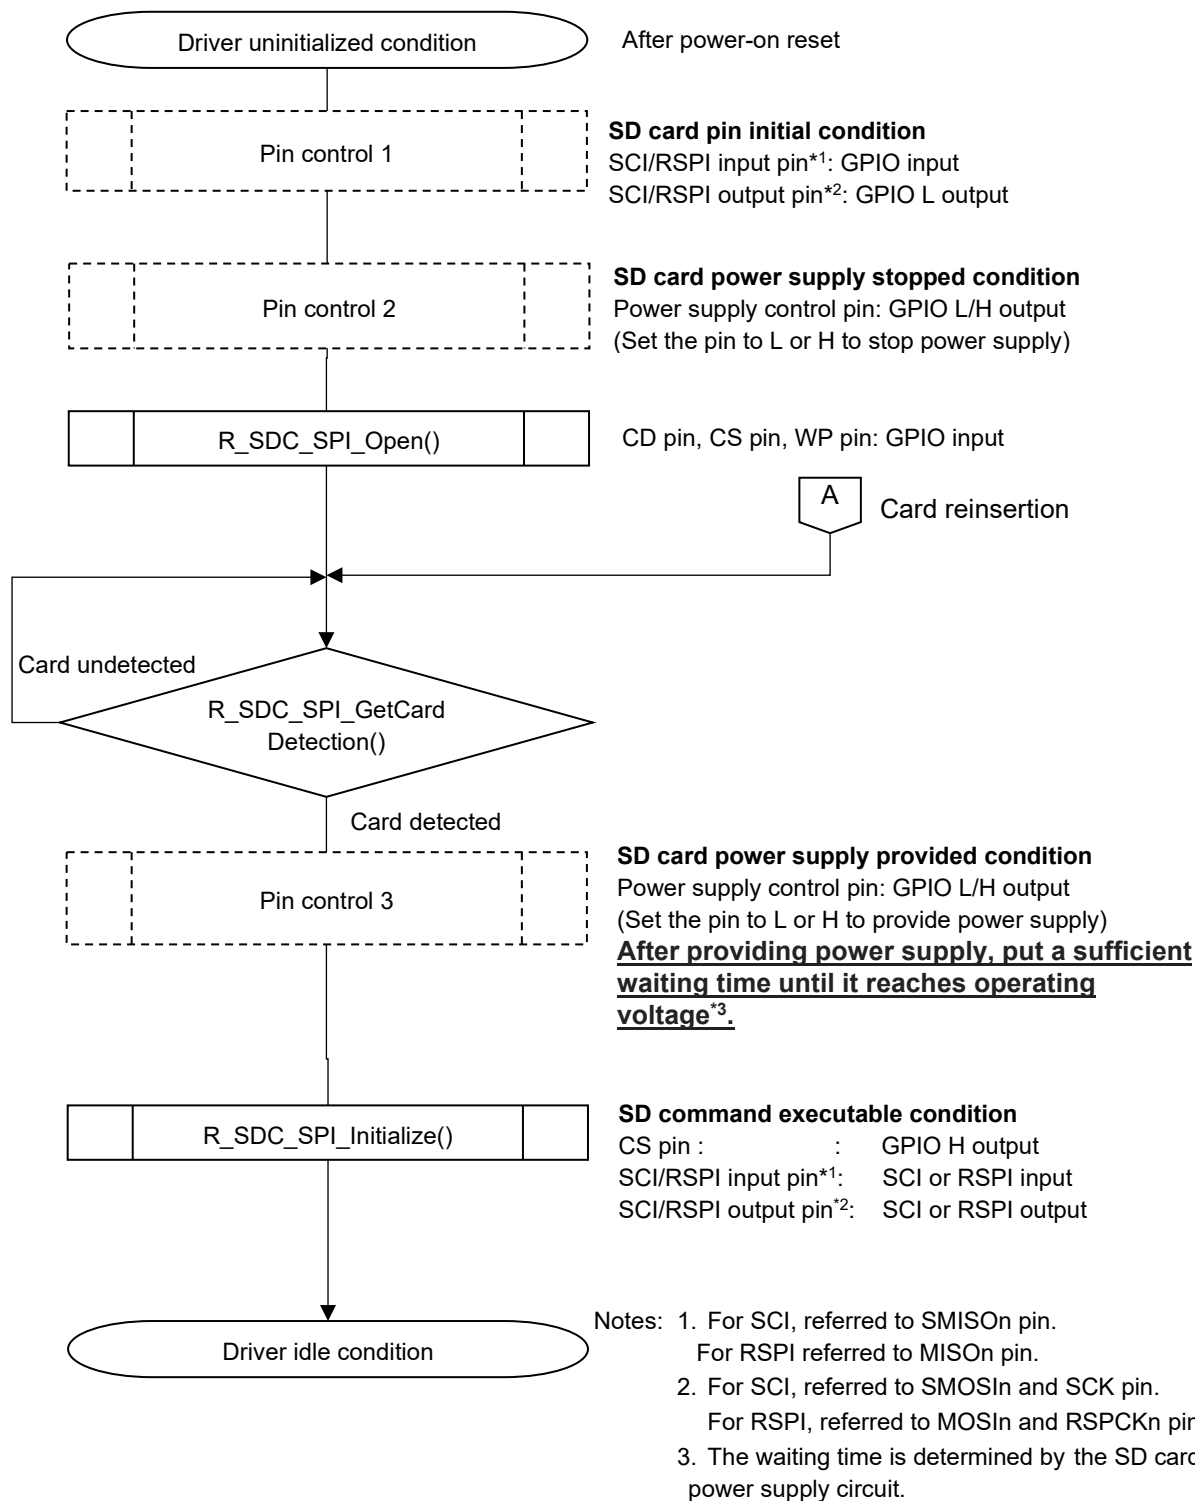 Driver uninitialized condition
After power-on reset
Pin control 1
SD card pin initial condition
SCI/RSPI input pin*1: GPIO input
SCI/RSPI output pin*2: GPIO L output
Pin control 2
SD card power supply stopped condition
Power supply control pin: GPIO L/H output
(Set the pin to L or H to stop power supply)
R_SDC_SPI_Open()
CD pin, CS pin, WP pin: GPIO input
A
Card reinsertion
Card undetected
R_SDC_SPI_GetCard
Detection()
Card detected
Pin control 3
SD card power supply provided condition
Power supply control pin: GPIO L/H output
(Set the pin to L or H to provide power supply)
After providing power supply, put a sufficient
waiting time until it reaches operating
voltage*3.
R_SDC_SPI_Initialize()
SD command executable condition
CS pin : : GPIO H output
SCI/RSPI input pin*1: SCI or RSPI input
SCI/RSPI output pin*2: SCI or RSPI output
Driver idle condition
Notes: 1. For SCI, referred to SMISOn pin.
For RSPI referred to MISOn pin.
2. For SCI, referred to SMOSIn and SCK pin.
For RSPI, referred to MOSIn and RSPCKn pin
3. The waiting time is determined by the SD card
power supply circuit.